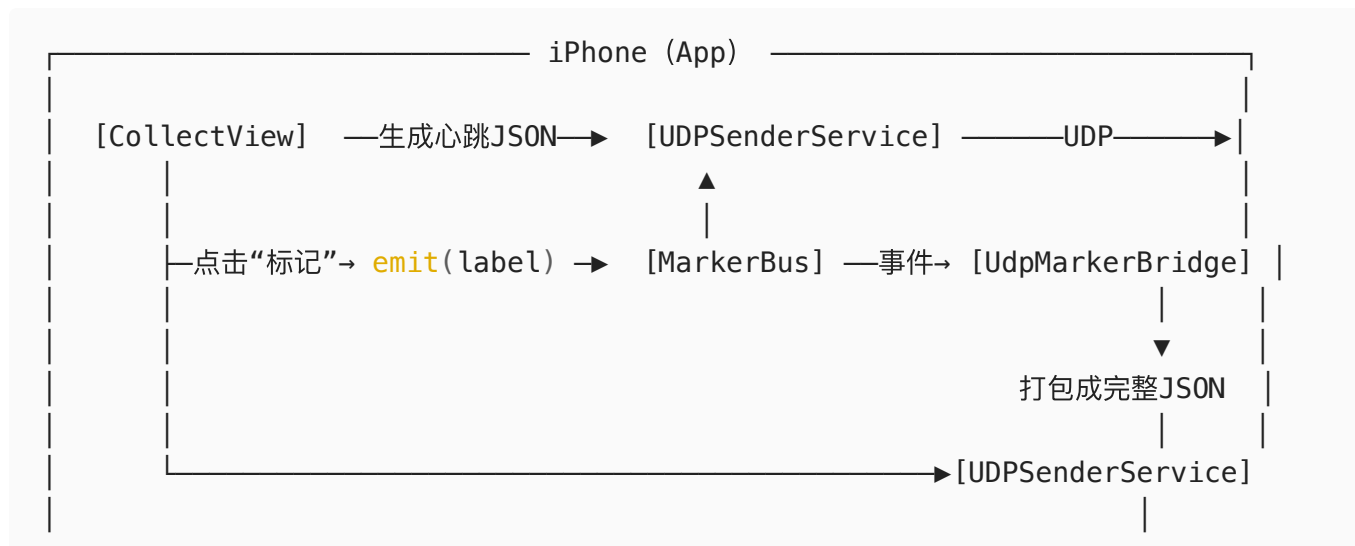 iPhone（App）
[CollectView] ──生成心跳JSON──▶ [UDPSenderService] ──────UDP──────▶
├─点击“标记”→ emit(label) ─▶ [MarkerBus] ──事件→ [UdpMarkerBridge]
打包成完整JSON
[UDPSenderService]